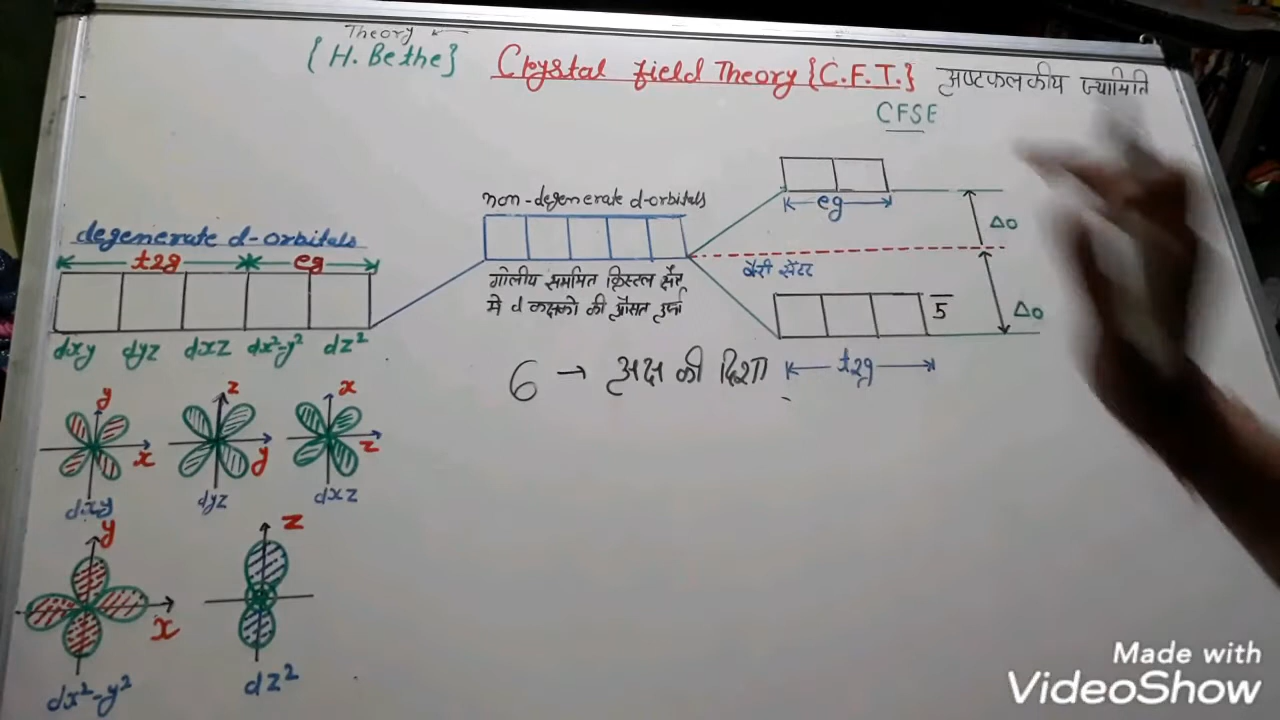 Theory
{H. Bethe} Crystal field Theory {C.F.T.} अष्टफलकीय ज्यामिति
CFSE
non-degenerate d-orbitals
eg
Δo
degenerate d-orbitals
t2g eg
बैरी सेंटर
गोलीय सममित क्रिस्टल
मे d कक्षको की औसत ऊर्जा
5
Δo
dxy dyz dxz dx²-y² dz²
6 → अक्ष की दिशा
t2g
y z x
x y z
dxy dyz dxz
y z
x
dx²-y² dz²
Made with
VideoShow